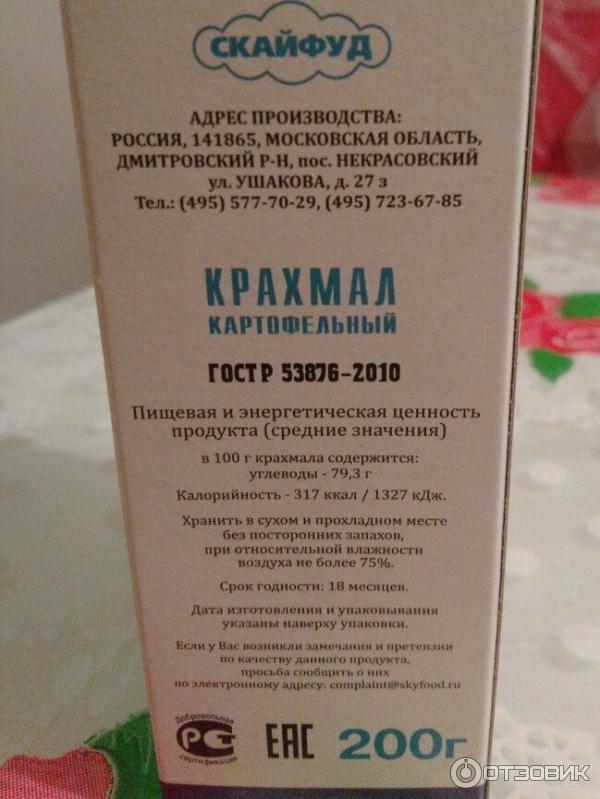 СКАЙФУД
АДРЕС ПРОИЗВОДСТВА:
РОССИЯ, 141865, МОСКОВСКАЯ ОБЛАСТЬ,
ДМИТРОВСКИЙ Р-Н, пос. НЕКРАСОВСКИЙ
ул. УШАКОВА, д. 27 з
Тел.: (495) 577-70-29, (495) 723-67-85
КРАХМАЛ
КАРТОФЕЛЬНЫЙ
ГОСТ Р 53876-2010
Пищевая и энергетическая ценность
продукта (средние значения)
в 100 г крахмала содержится:
углеводы - 79,3 г
Калорийность - 317 ккал / 1327 кДж.
Хранить в сухом и прохладном месте
без посторонних запахов,
при относительной влажности
воздуха не более 75%.
Срок годности: 18 месяцев.
Дата изготовления и упаковывания
указаны наверху упаковки.
Если у Вас возникли замечания и претензии
по качеству данного продукта,
просьба сообщить о них
по электронному адресу: complaint@skyfood.ru
Добровольная
РСТ
сертификация
ЕАС
200г
ОТЗОВИК